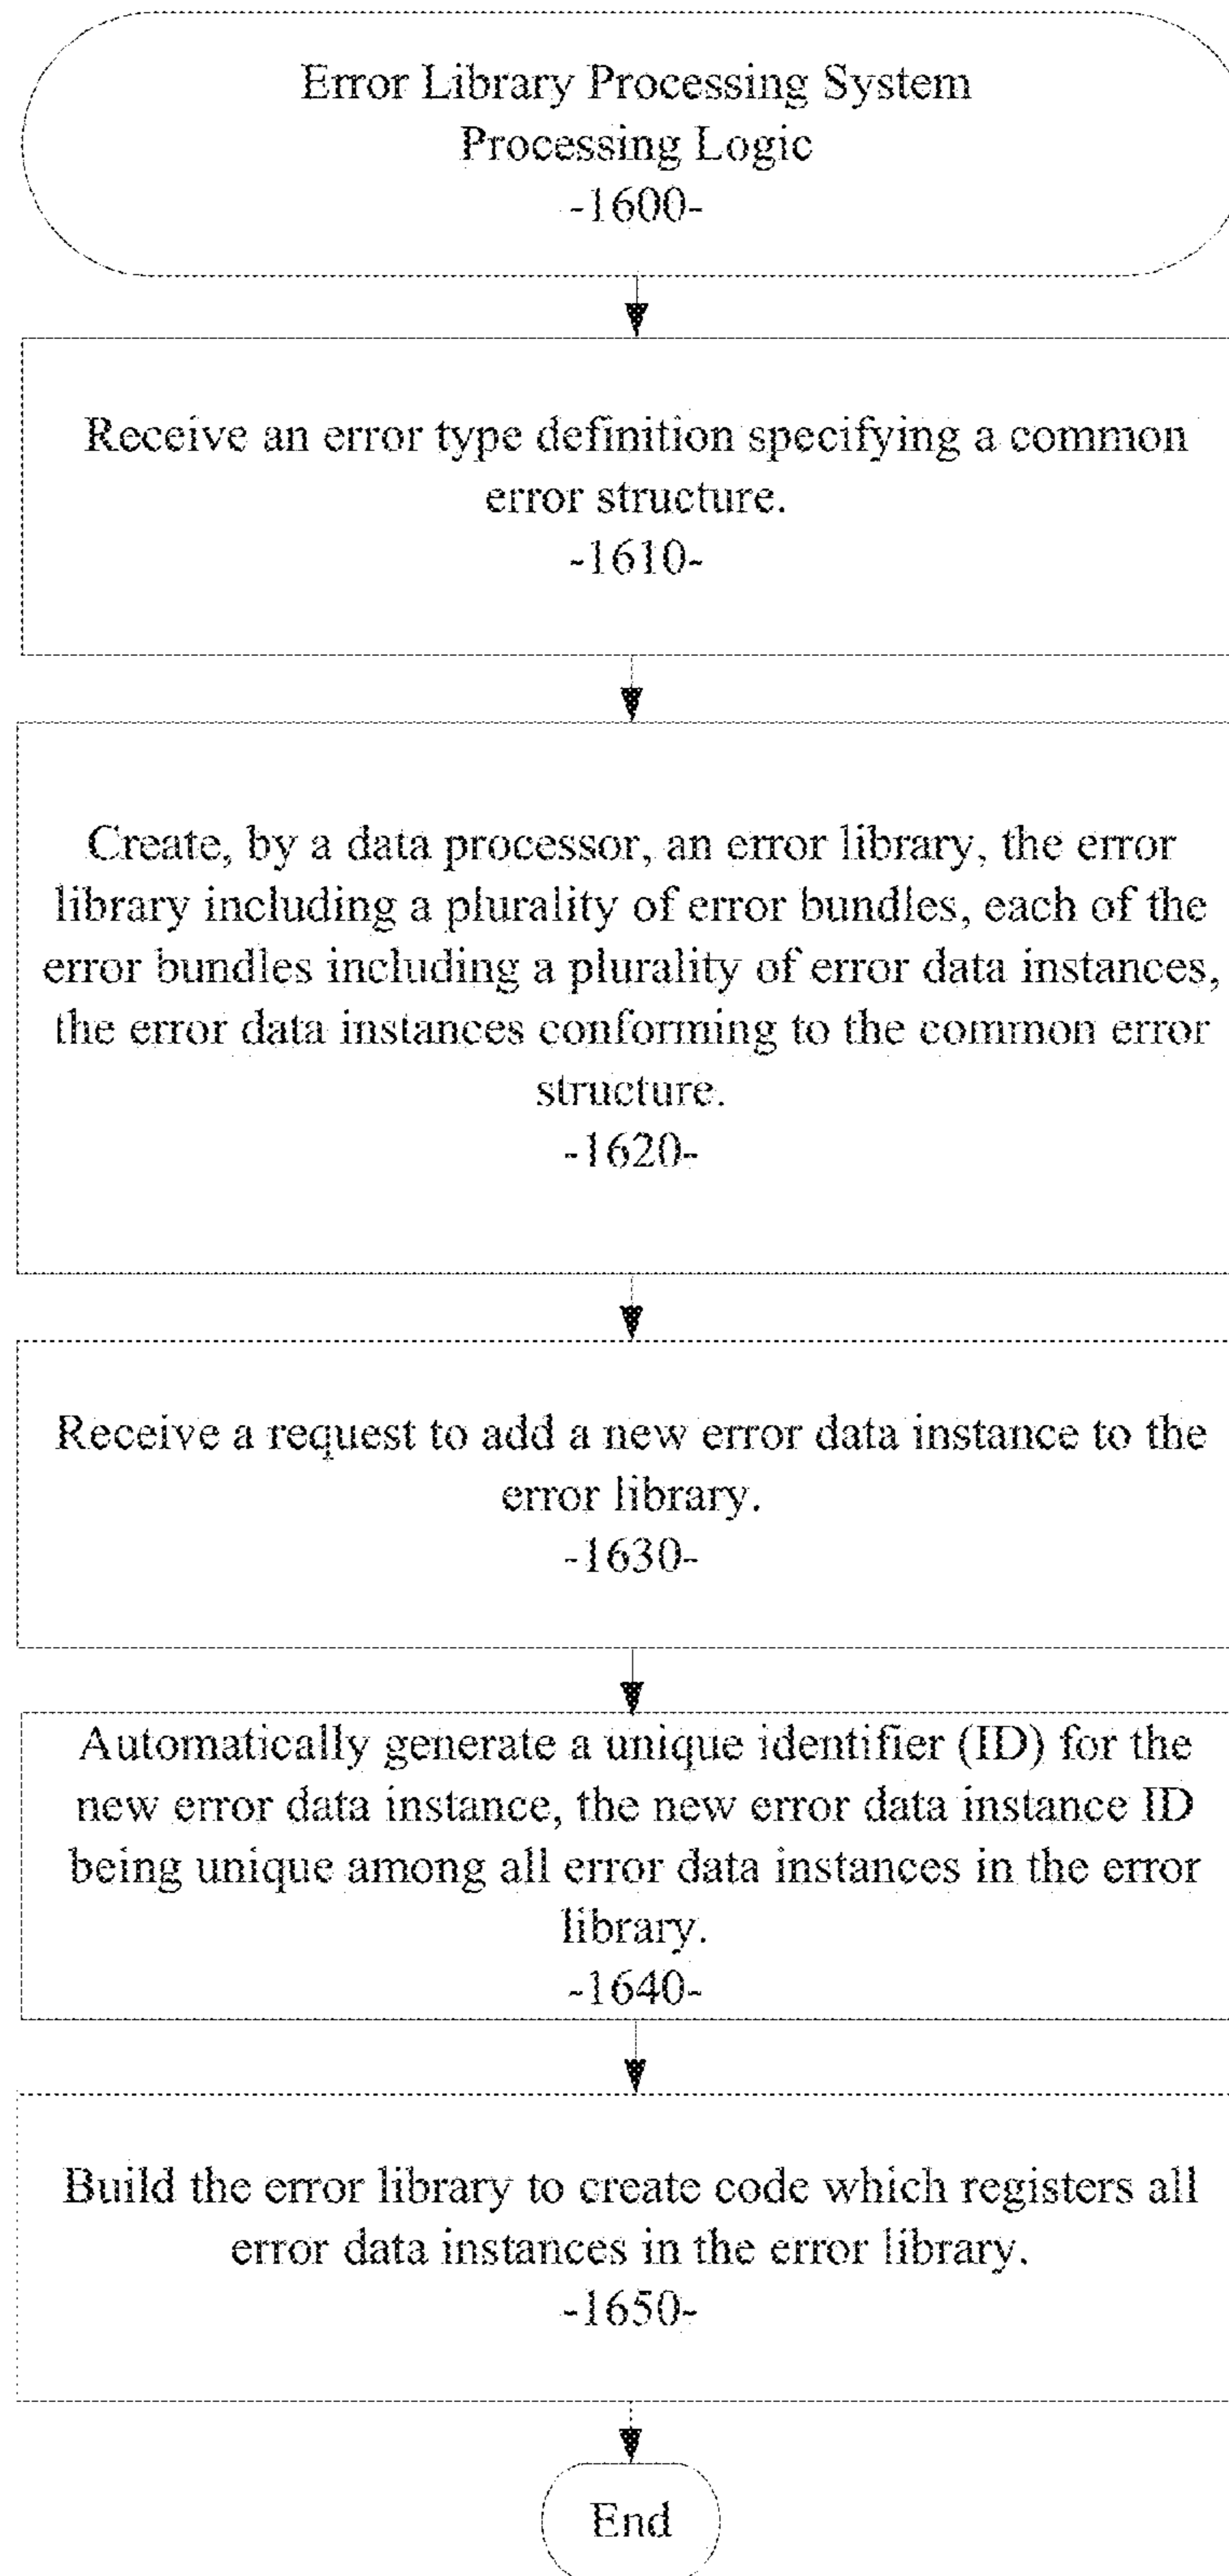 Error Library Processing System
Processing Logic
-1600-
Receive an error type definition specifying a common
error structure.
-1610-
Create, by a data processor, an error library, the error
library including a plurality of error bundles, each of the
error bundles including a plurality of error data instances,
the error data instances conforming to the common error
structure.
-1620-
Receive a request to add a new error data instance to the
error library.
-1630-
Automatically generate a unique identifier (ID) for the
new error data instance, the new error data instance ID
being unique among all error data instances in the error
library.
-1640-
Build the error library to create code which registers all
error data instances in the error library.
-1650-
End